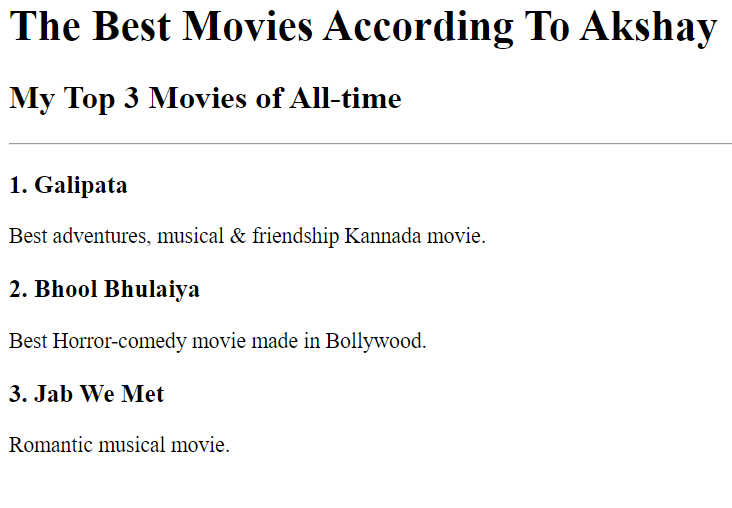 The Best Movies According To Akshay
My Top 3 Movies of All-time
1. Galipata
Best adventures, musical & friendship Kannada movie.
2. Bhool Bhulaiya
Best Horror-comedy movie made in Bollywood.
3. Jab We Met
Romantic musical movie.